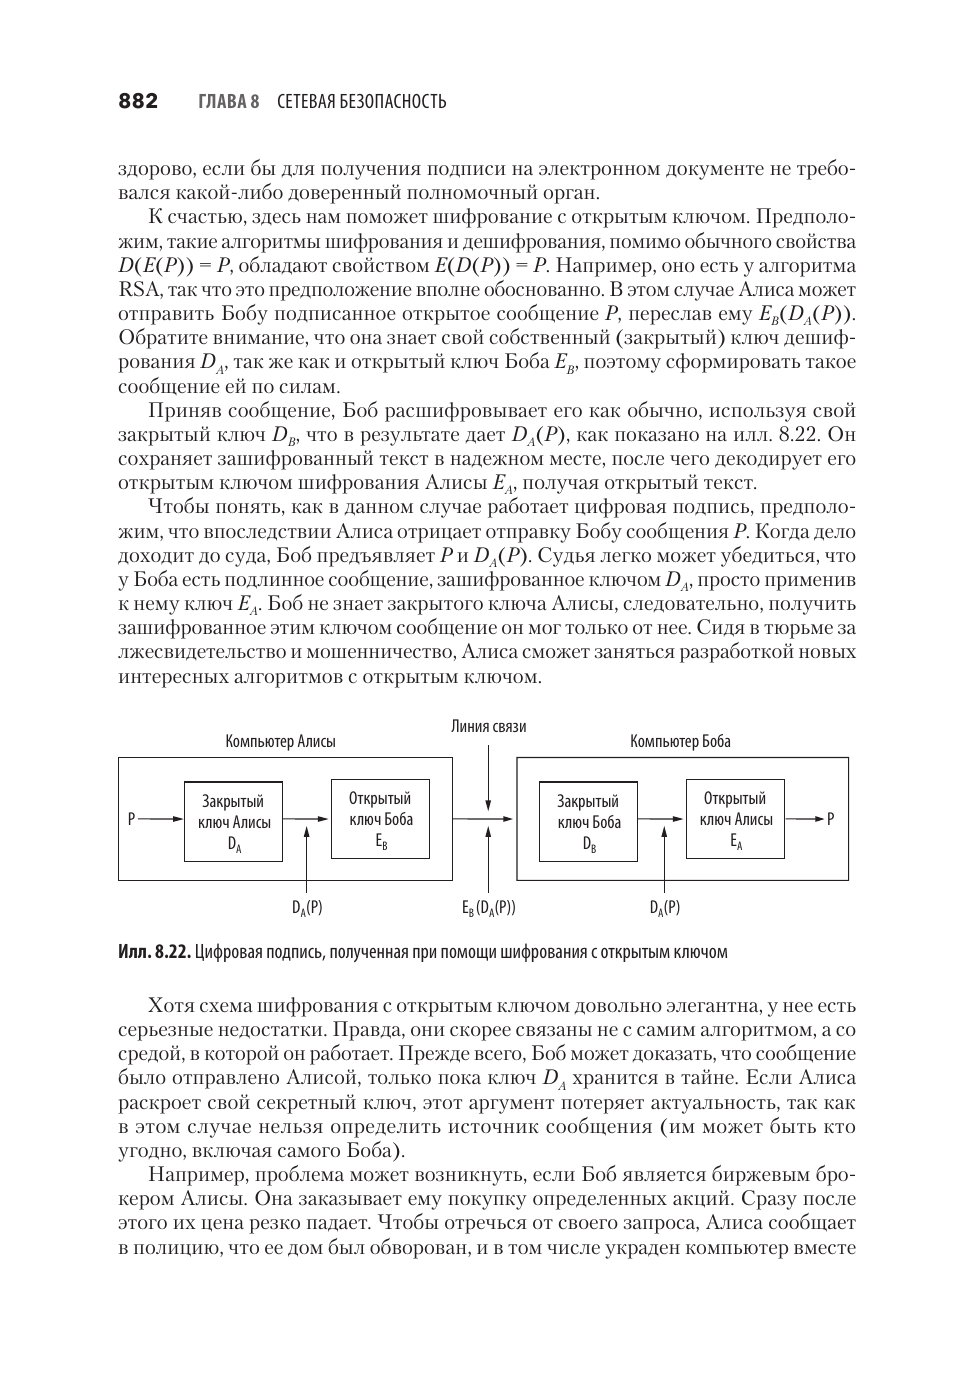 882 ГЛАВА 8 СЕТЕВАЯ БЕЗОПАСНОСТЬ
здорово, если бы для получения подписи на электронном документе не требо-
вался какой-либо доверенный полномочный орган.
К счастью, здесь нам поможет шифрование с открытым ключом. Предполо-
жим, такие алгоритмы шифрования и дешифрования, помимо обычного свойства
D(E(P)) = P, обладают свойством E(D(P)) = P. Например, оно есть у алгоритма
RSA, так что это предположение вполне обоснованно. В этом случае Алиса может
отправить Бобу подписанное открытое сообщение P, переслав ему E_B(D_A(P)).
Обратите внимание, что она знает свой собственный (закрытый) ключ дешиф-
рования D_A, так же как и открытый ключ Боба E_B, поэтому сформировать такое
сообщение ей по силам.
Приняв сообщение, Боб расшифровывает его как обычно, используя свой
закрытый ключ D_B, что в результате дает D_A(P), как показано на илл. 8.22. Он
сохраняет зашифрованный текст в надежном месте, после чего декодирует его
открытым ключом шифрования Алисы E_A, получая открытый текст.
Чтобы понять, как в данном случае работает цифровая подпись, предполо-
жим, что впоследствии Алиса отрицает отправку Бобу сообщения P. Когда дело
доходит до суда, Боб предъявляет P и D_A(P). Судья легко может убедиться, что
у Боба есть подлинное сообщение, зашифрованное ключом D_A, просто применив
к нему ключ E_A. Боб не знает закрытого ключа Алисы, следовательно, получить
зашифрованное этим ключом сообщение он мог только от нее. Сидя в тюрьме за
лжесвидетельство и мошенничество, Алиса сможет заняться разработкой новых
интересных алгоритмов с открытым ключом.
Линия связи
Компьютер Алисы
Компьютер Боба
P
Закрытый
ключ Алисы
D_A
Открытый
ключ Боба
E_B
Закрытый
ключ Боба
D_B
Открытый
ключ Алисы
E_A
P
D_A(P)
E_B(D_A(P))
D_A(P)
Илл. 8.22. Цифровая подпись, полученная при помощи шифрования с открытым ключом
Хотя схема шифрования с открытым ключом довольно элегантна, у нее есть
серьезные недостатки. Правда, они скорее связаны не с самим алгоритмом, а со
средой, в которой он работает. Прежде всего, Боб может доказать, что сообщение
было отправлено Алисой, только пока ключ D_A хранится в тайне. Если Алиса
раскроет свой секретный ключ, этот аргумент потеряет актуальность, так как
в этом случае нельзя определить источник сообщения (им может быть кто
угодно, включая самого Боба).
Например, проблема может возникнуть, если Боб является биржевым бро-
кером Алисы. Она заказывает ему покупку определенных акций. Сразу после
этого их цена резко падает. Чтобы отречься от своего запроса, Алиса сообщает
в полицию, что ее дом был обворован, и в том числе украден компьютер вместе